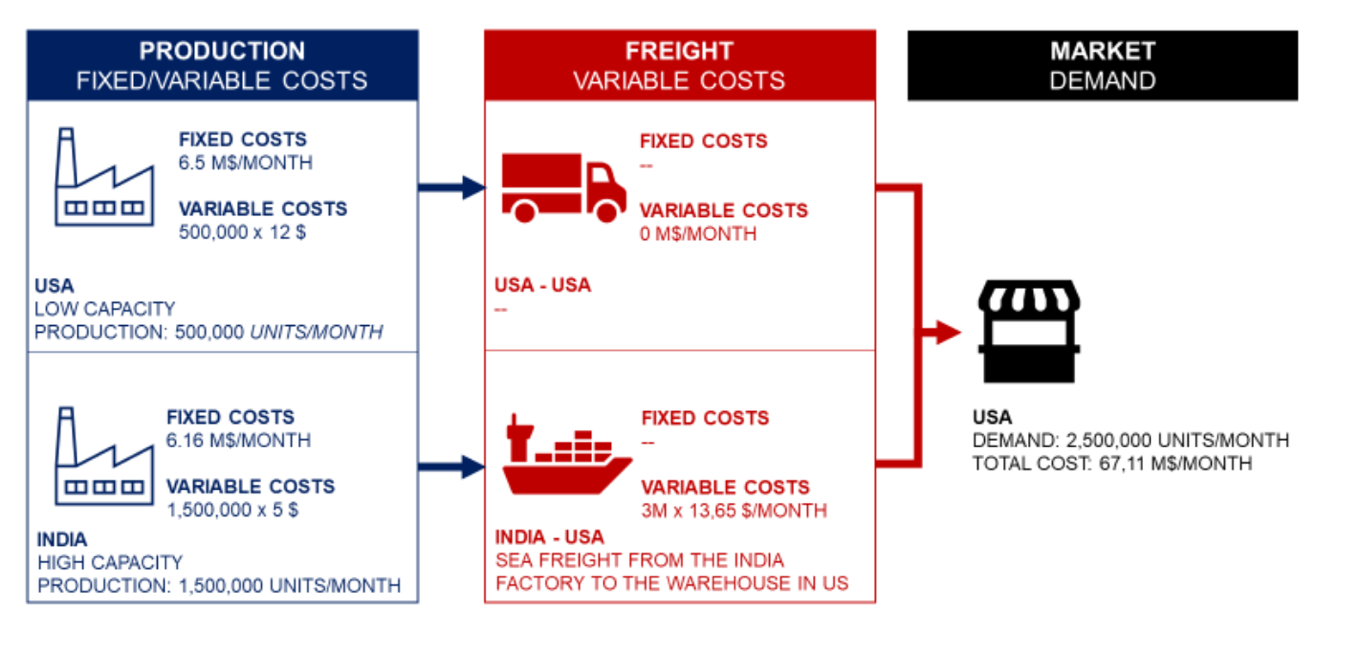 PRODUCTION
FIXED/VARIABLE COSTS
FIXED COSTS
6.5 M$/MONTH
VARIABLE COSTS
500,000 x 12 $
USA
LOW CAPACITY
PRODUCTION: 500,000 UNITS/MONTH
FIXED COSTS
6.16 M$/MONTH
VARIABLE COSTS
1,500,000 x 5 $
INDIA
HIGH CAPACITY
PRODUCTION: 1,500,000 UNITS/MONTH
FREIGHT
VARIABLE COSTS
FIXED COSTS
--
VARIABLE COSTS
0 M$/MONTH
USA - USA
--
FIXED COSTS
--
VARIABLE COSTS
3M x 13,65 $/MONTH
INDIA - USA
SEA FREIGHT FROM THE INDIA
FACTORY TO THE WAREHOUSE IN US
MARKET
DEMAND
USA
DEMAND: 2,500,000 UNITS/MONTH
TOTAL COST: 67,11 M$/MONTH